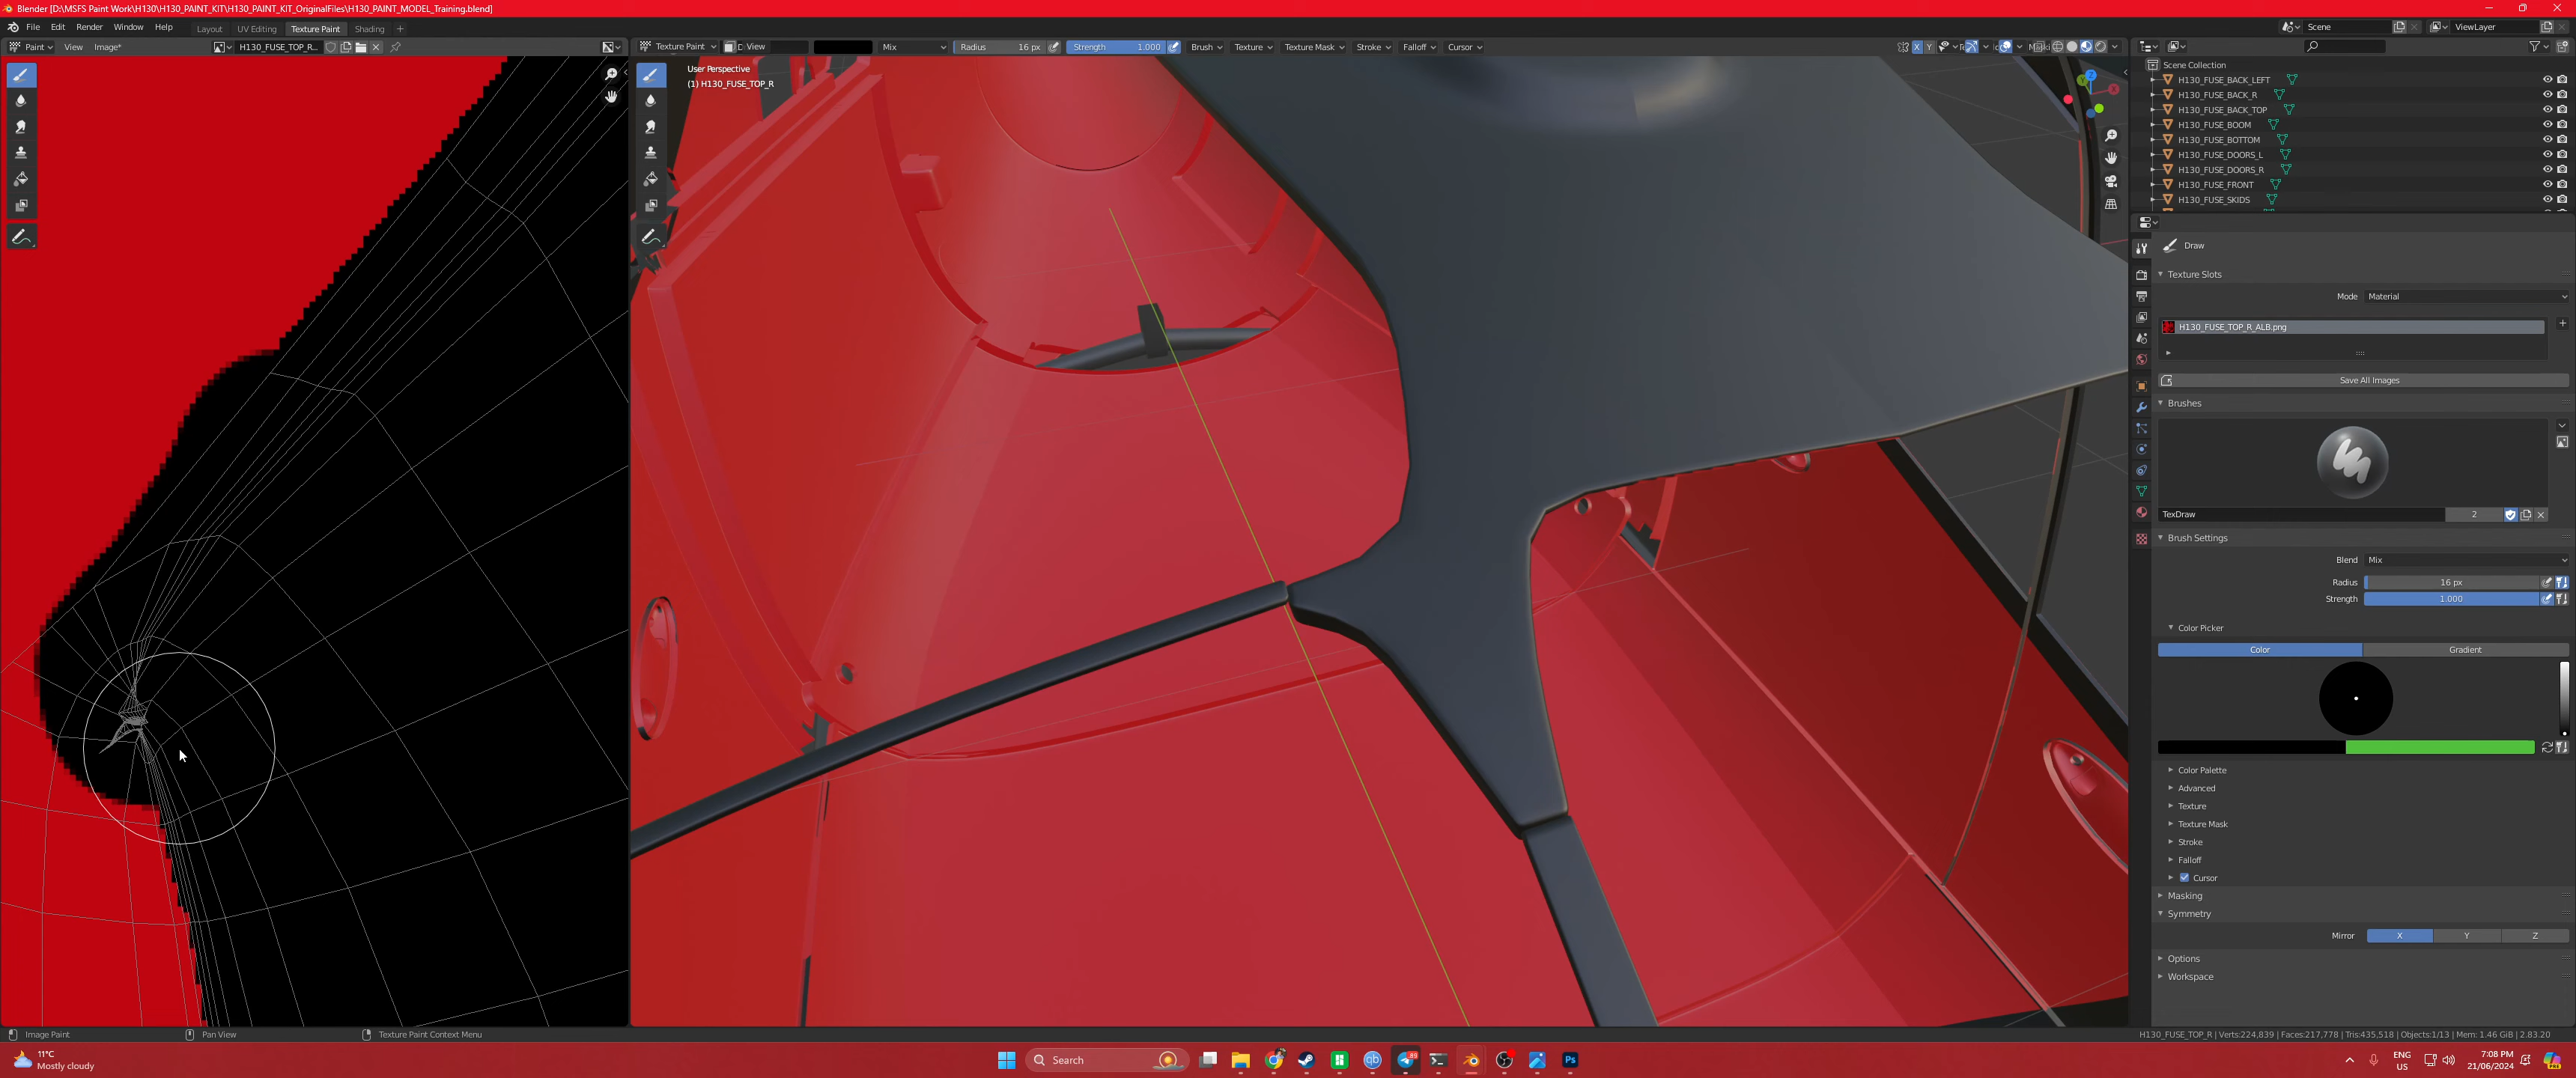 Blender [D:\MSFS Paint Work\H130\H130_PAINT_KIT\H130_PAINT_KIT_OriginalFiles\H130_PAINT_MODEL_Training.blend]
File Edit Render Window Help Layout UV Editing Texture Paint Shading + Scene ViewLayer
Paint View Image* H130_FUSE_TOP_R...
Texture Paint View Mix Radius 16 px Strength 1.000 Brush Texture Texture Mask Stroke Falloff Cursor X Y
User Perspective
(1) H130_FUSE_TOP_R
Scene Collection
H130_FUSE_BACK_LEFT
H130_FUSE_BACK_R
H130_FUSE_BACK_TOP
H130_FUSE_BOOM
H130_FUSE_BOTTOM
H130_FUSE_DOORS_L
H130_FUSE_DOORS_R
H130_FUSE_FRONT
H130_FUSE_SKIDS
Draw
Texture Slots
Mode Material
H130_FUSE_TOP_R_ALB.png
Save All Images
Brushes
TexDraw 2
Brush Settings
Blend Mix
Radius 16 px
Strength 1.000
Color Picker
Color Gradient
Color Palette
Advanced
Texture
Texture Mask
Stroke
Falloff
Cursor
Masking
Symmetry
Mirror X Y Z
Options
Workspace
Image Paint Pan View Texture Paint Context Menu
H130_FUSE_TOP_R | Verts:224,839 | Faces:217,778 | Tris:435,518 | Objects:1/13 | Mem: 1.46 GiB | 2.83.20
11°C
Mostly cloudy
Search
89
Ps
ENG
US
7:08 PM
21/06/2024